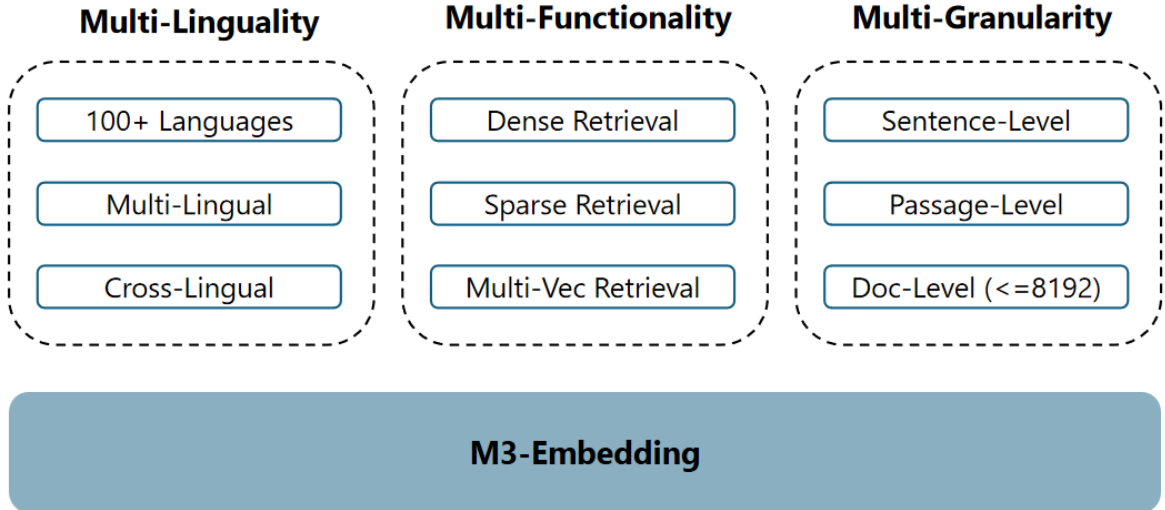 Multi-Linguality
100+ Languages
Multi-Lingual
Cross-Lingual
Multi-Functionality
Dense Retrieval
Sparse Retrieval
Multi-Vec Retrieval
Multi-Granularity
Sentence-Level
Passage-Level
Doc-Level (<=8192)
M3-Embedding